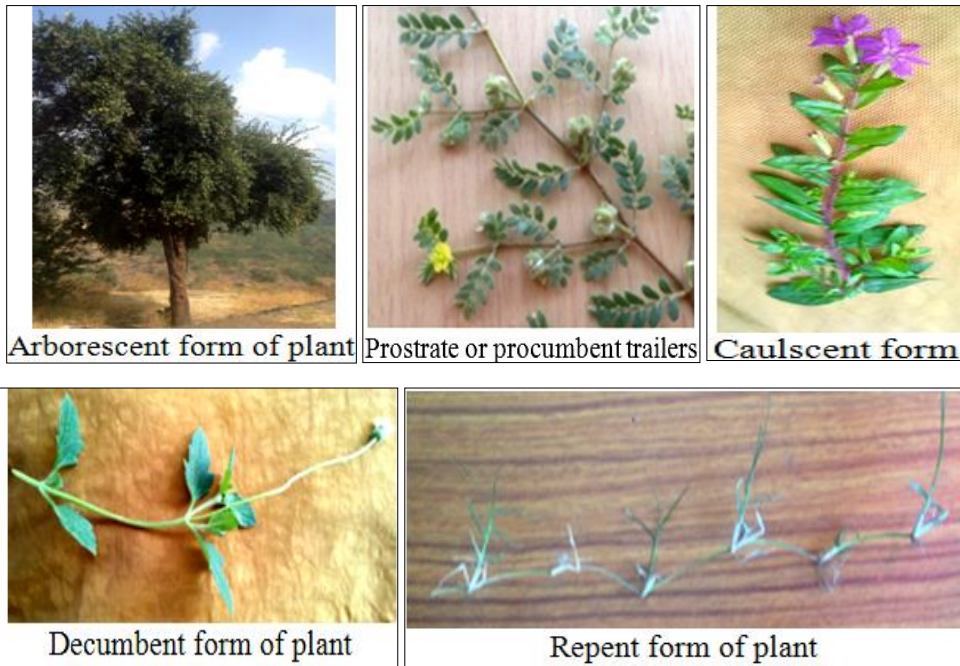 Arborescent form of plant
Prostrate or procumbent trailers
Caulscent form
Decumbent form of plant
Repent form of plant